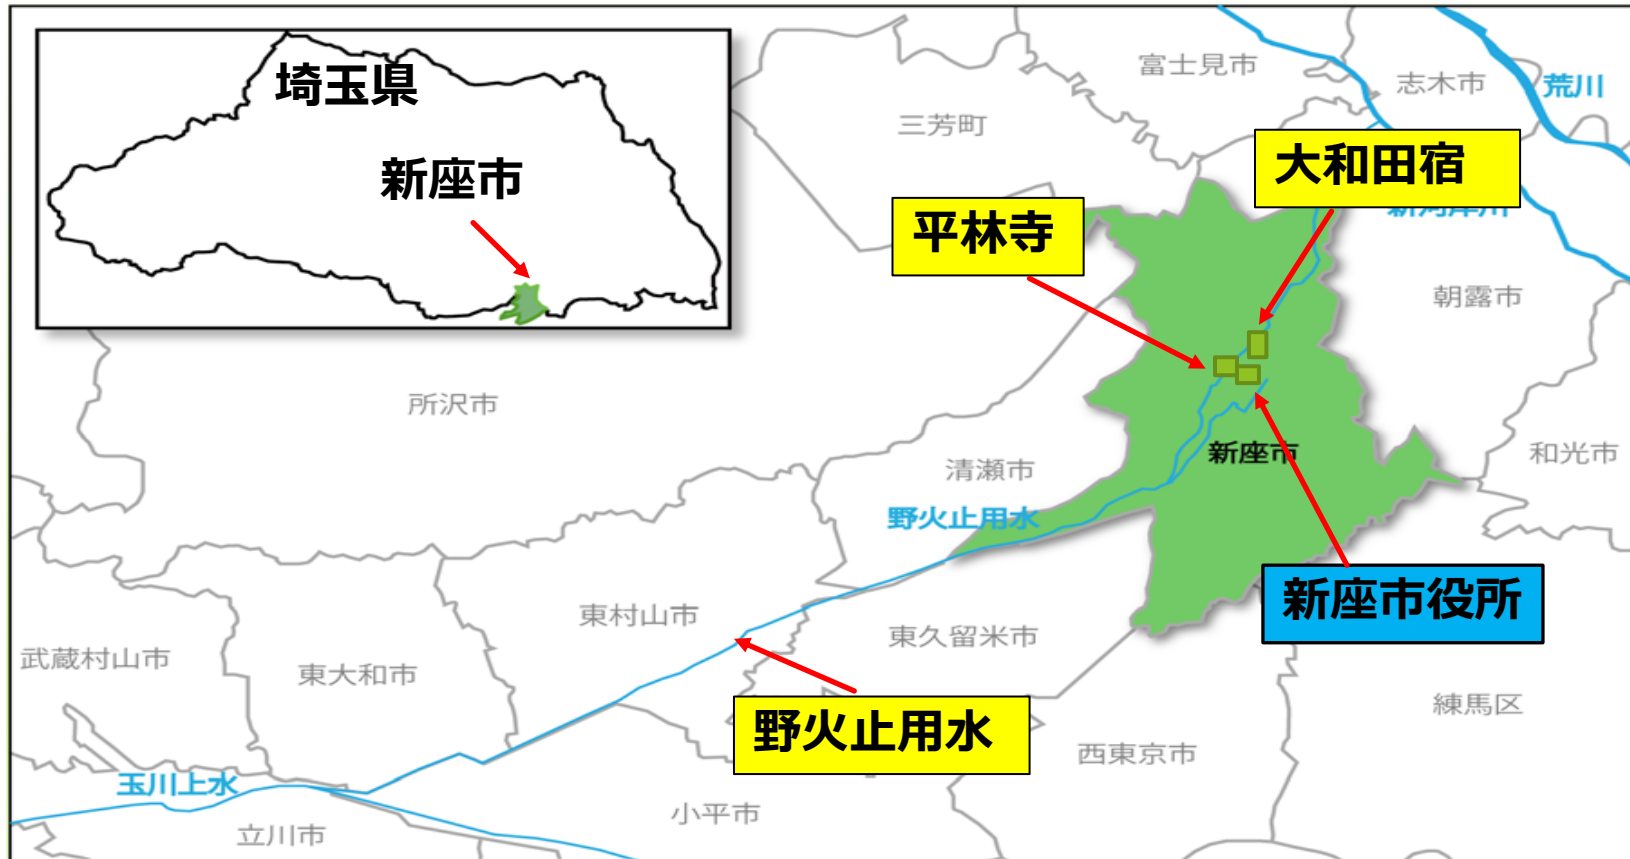 埼玉県
新座市
富士見市
志木市
荒川
三芳町
大和田宿
平林寺
新河岸川
朝霞市
所沢市
新座市
和光市
清瀬市
野火止用水
新座市役所
東村山市
東久留米市
武蔵村山市
東大和市
野火止用水
練馬区
西東京市
玉川上水
小平市
立川市